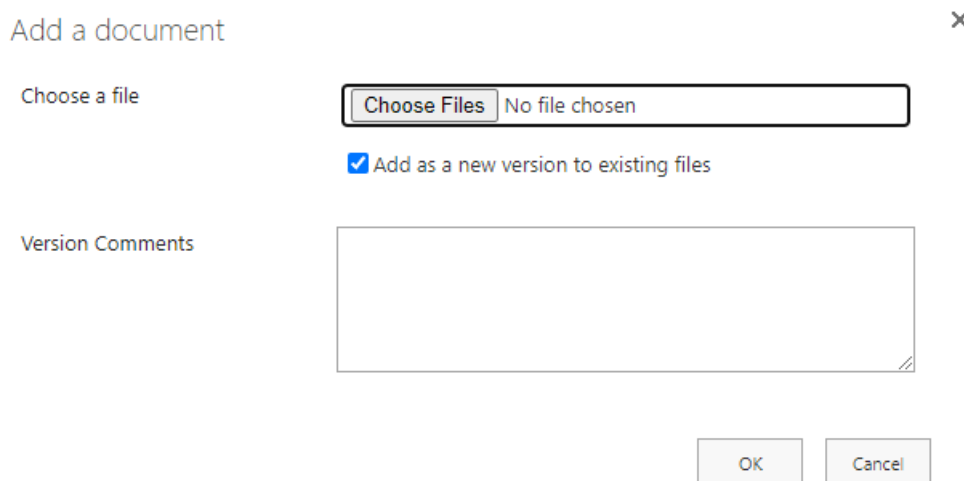 Add a document
Choose a file
Choose Files No file chosen
Add as a new version to existing files
Version Comments
OK Cancel